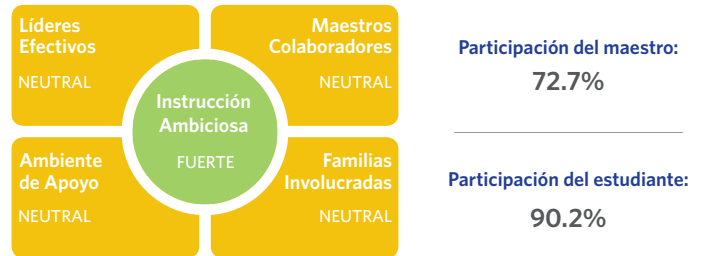 Líderes
Efectivos
NEUTRAL
Maestros
Colaboradores
NEUTRAL
Instrucción
Ambiciosa
FUERTE
Ambiente
de Apoyo
NEUTRAL
Familias
Involucradas
NEUTRAL
Participación del maestro:
72.7%
Participación del estudiante:
90.2%